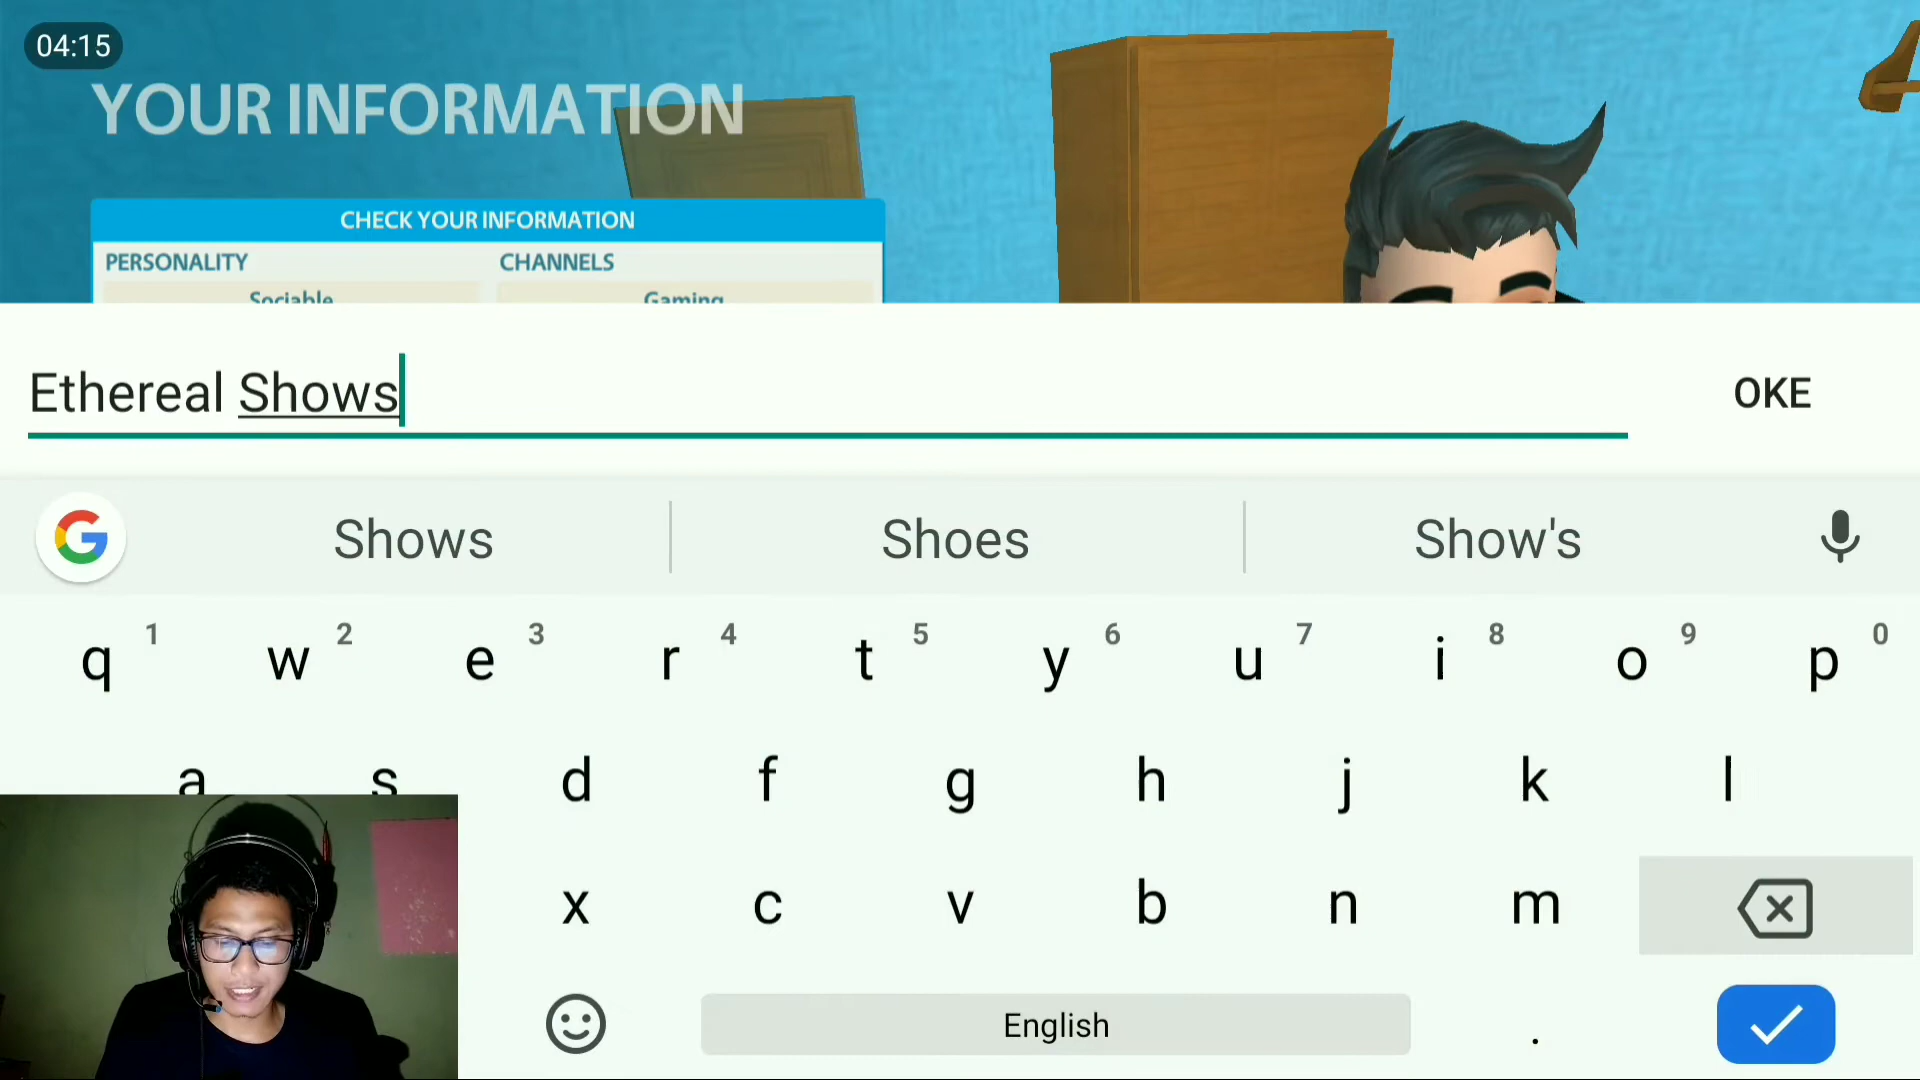 04:15
YOUR INFORMATION
CHECK YOUR INFORMATION
PERSONALITY CHANNELS
Sociable Gaming
Ethereal Shows OKE
Shows Shoes Show's
q 1 w 2 e 3 r 4 t 5 y 6 u 7 i 8 o 9 p 0
a s d f g h j k l
x c v b n m
English .